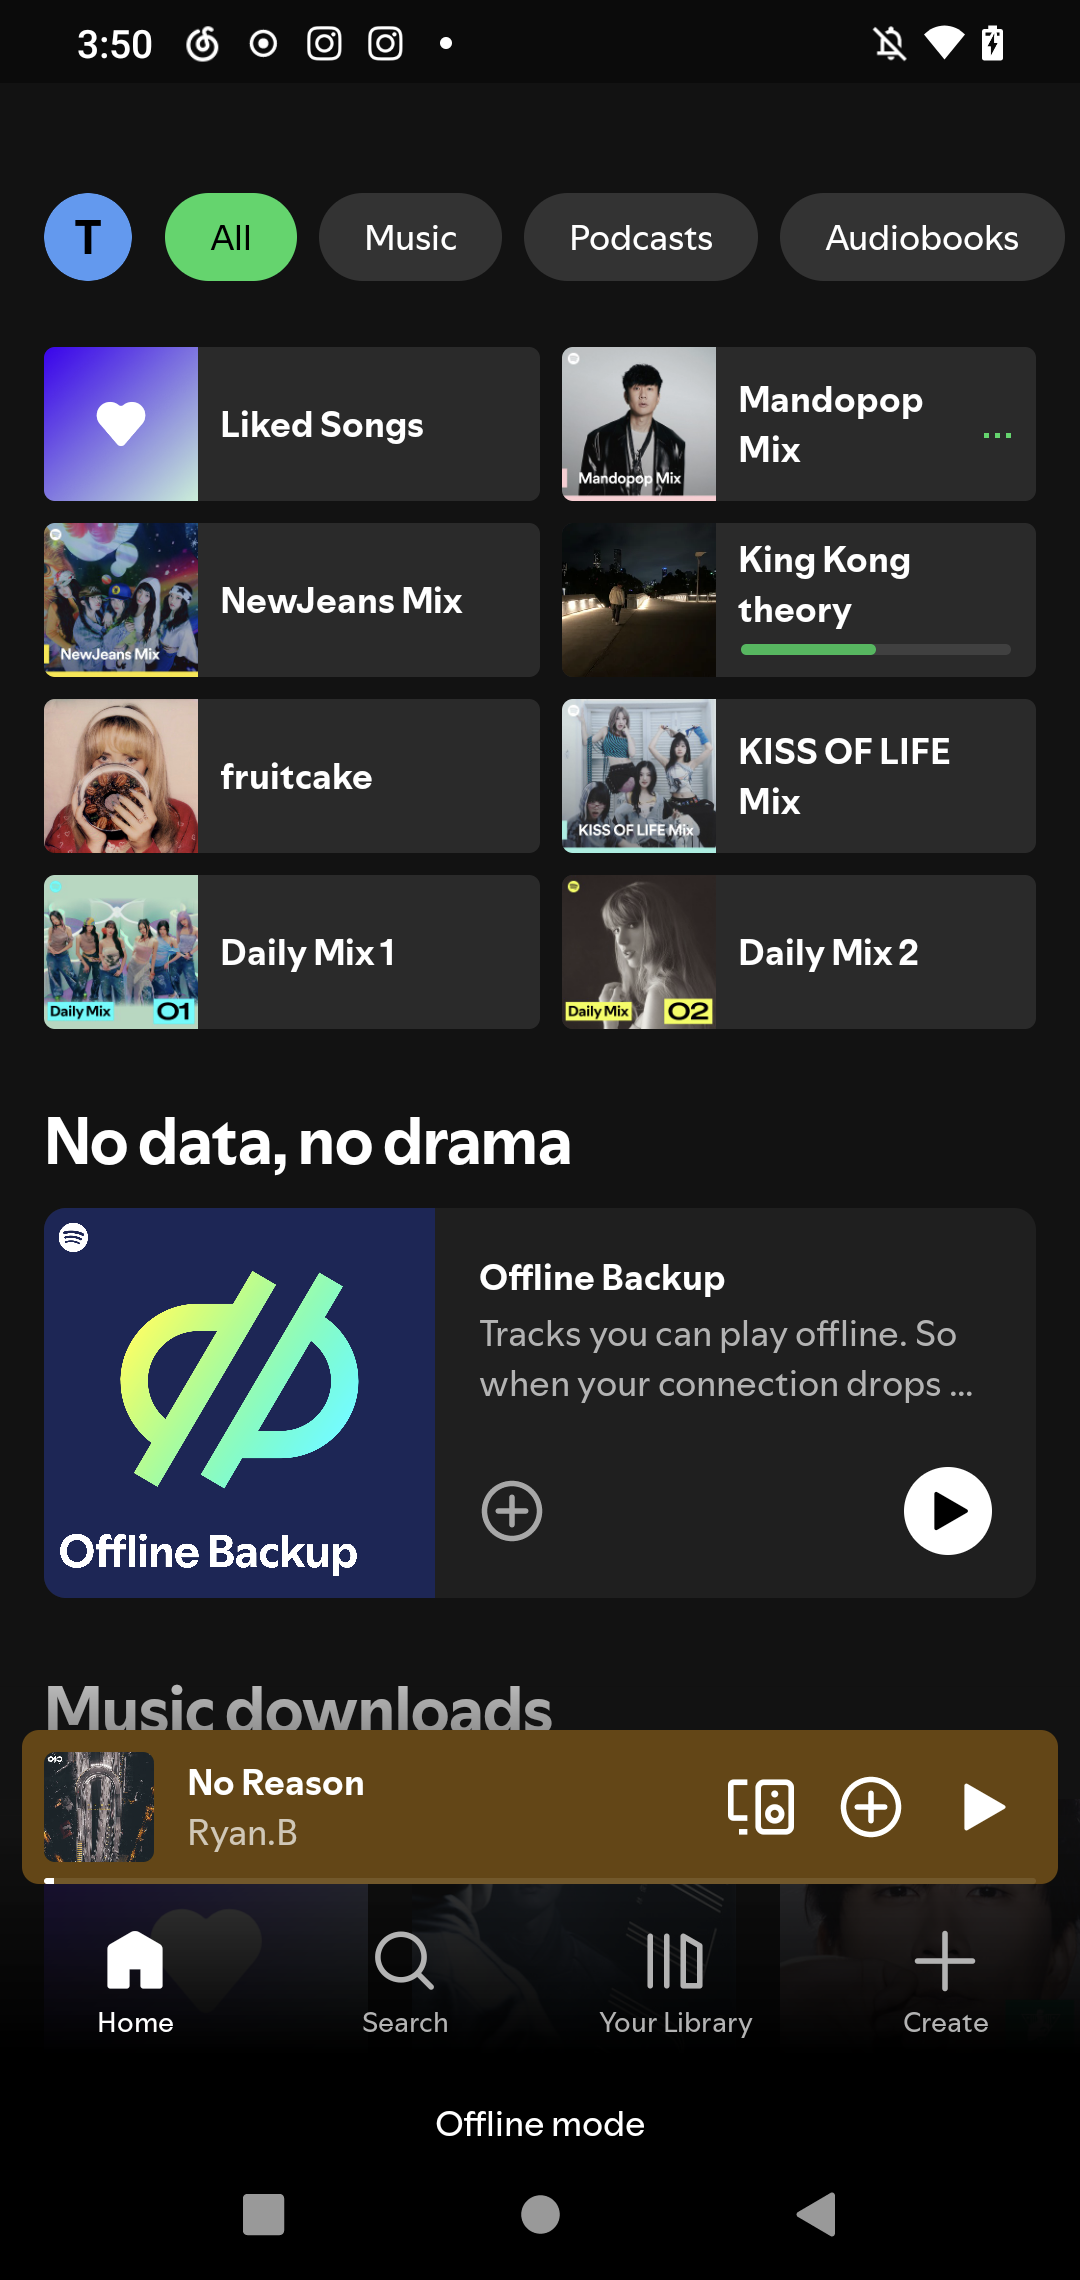 3:50
T
All
Music
Podcasts
Audiobooks
Liked Songs
Mandopop Mix
Mandopop
Mix
NewJeans Mix
NewJeans Mix
King Kong
theory
fruitcake
KISS OF LIFE Mix
KISS OF LIFE
Mix
Daily Mix 01
Daily Mix 1
Daily Mix 02
Daily Mix 2
No data, no drama
Offline Backup
Offline Backup
Tracks you can play offline. So
when your connection drops ...
Music downloads
No Reason
Ryan.B
Home
Search
Your Library
Create
Offline mode